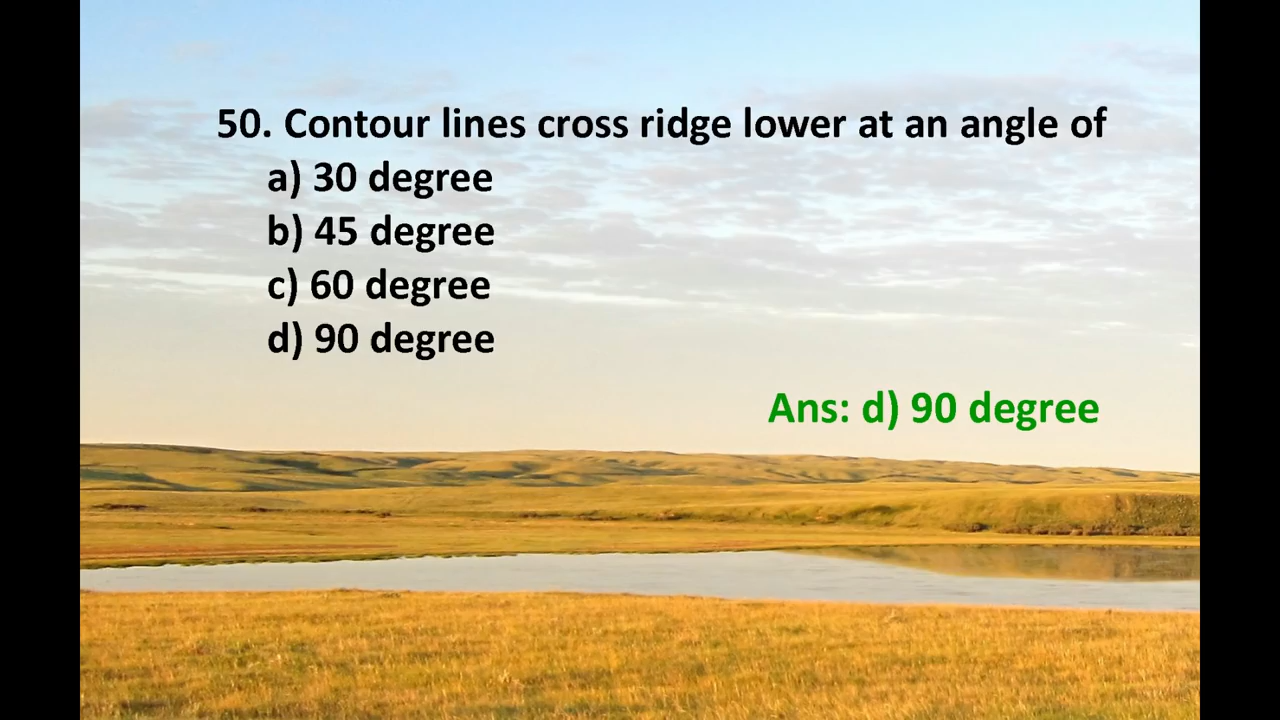 50. Contour lines cross ridge lower at an angle of
a) 30 degree
b) 45 degree
c) 60 degree
d) 90 degree
Ans: d) 90 degree